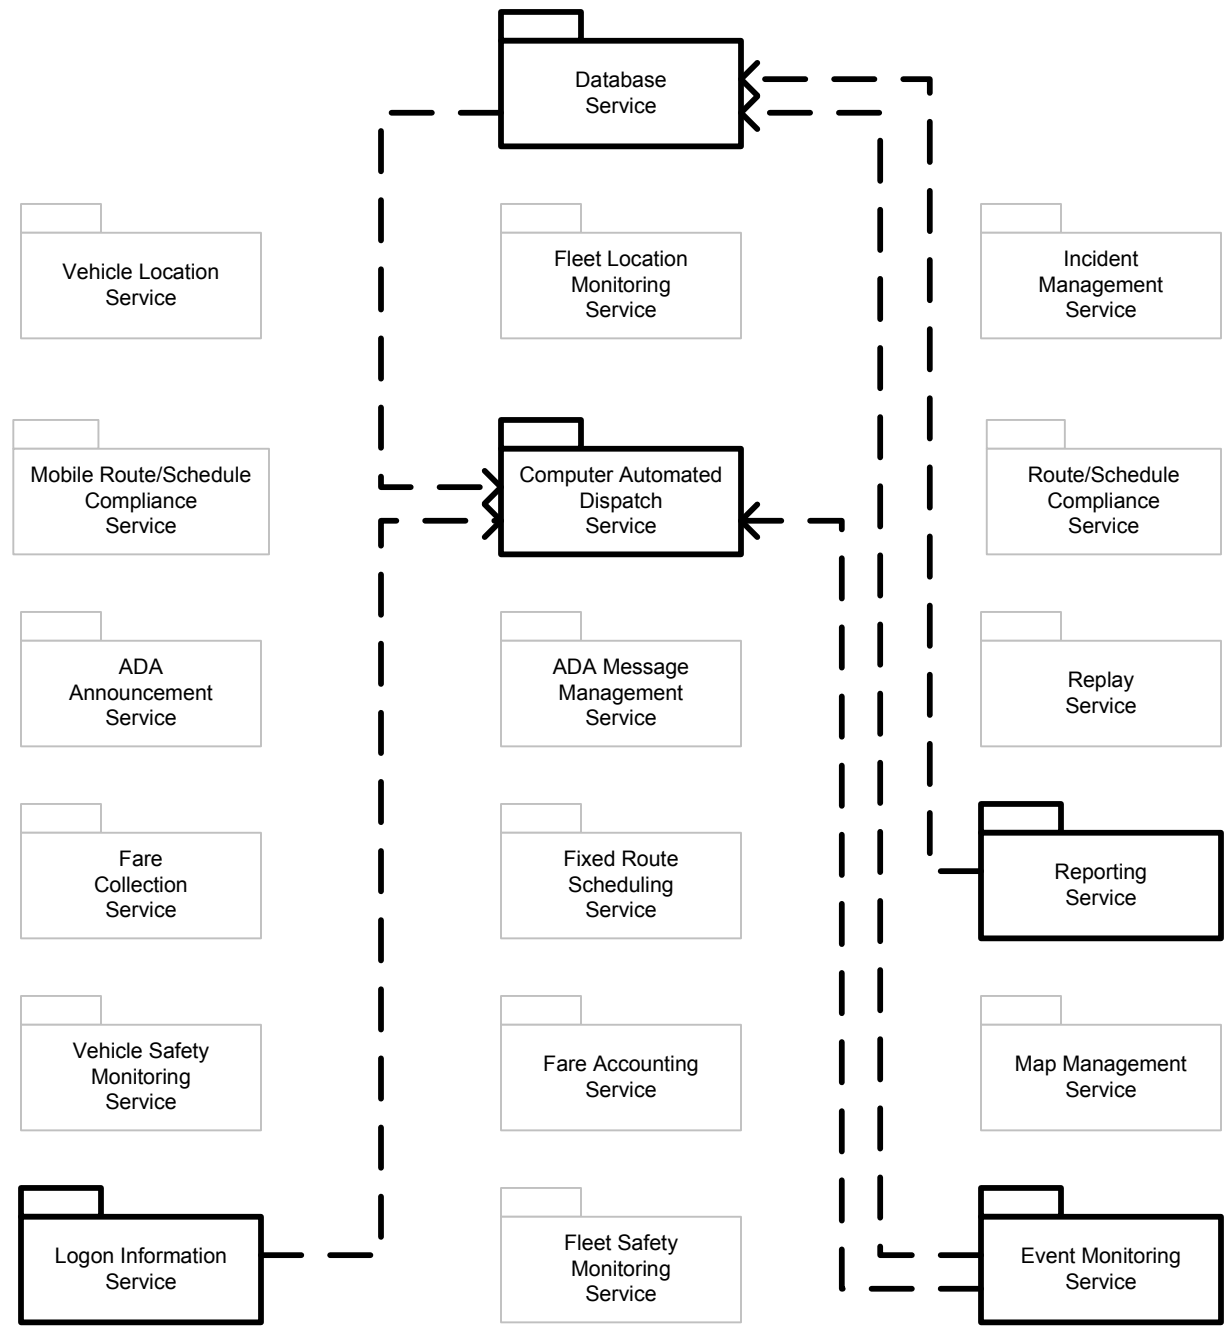 Database
Service
Vehicle Location
Service
Fleet Location
Monitoring
Service
Incident
Management
Service
Mobile Route/Schedule
Compliance
Service
Computer Automated
Dispatch
Service
Route/Schedule
Compliance
Service
ADA
Announcement
Service
ADA Message
Management
Service
Replay
Service
Fare
Collection
Service
Fixed Route
Scheduling
Service
Reporting
Service
Vehicle Safety
Monitoring
Service
Fare Accounting
Service
Map Management
Service
Logon Information
Service
Fleet Safety
Monitoring
Service
Event Monitoring
Service